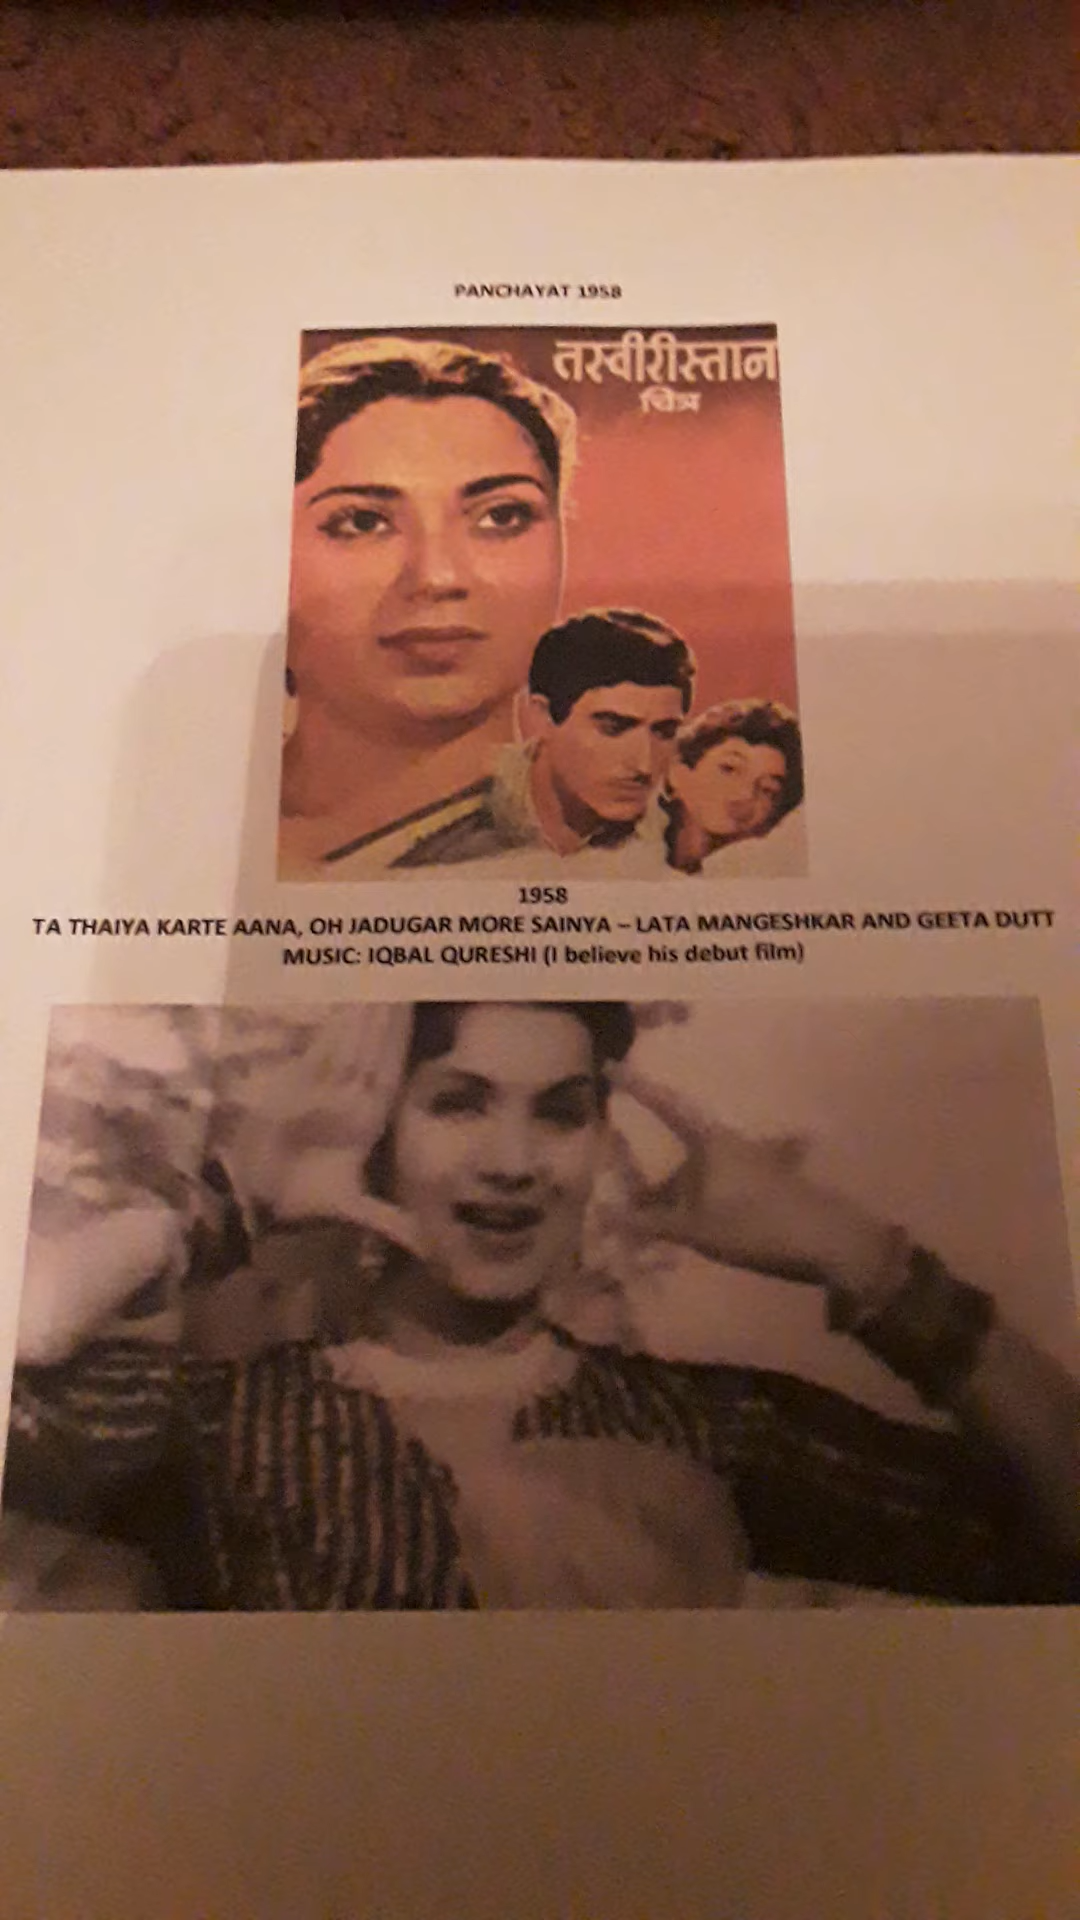 PANCHAYAT 1958
तस्वीरीस्तान
चित्र
1958
TA THAIYA KARTE AANA, OH JADUGAR MORE SAINYA – LATA MANGESHKAR AND GEETA DUTT
MUSIC: IQBAL QURESHI (I believe his debut film)